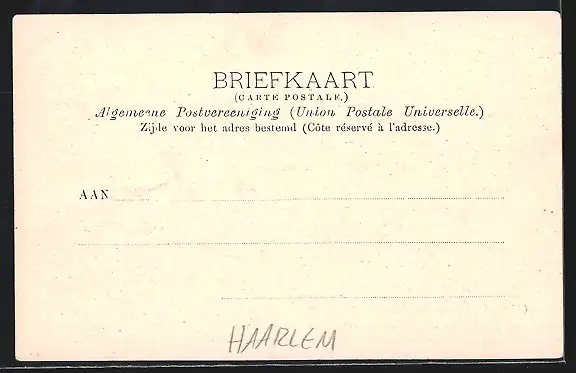 BRIEFKAART
(CARTE POSTALE.)
Algemeene Postvereeniging (Union Postale Universelle.)
Zijde voor het adres bestemd (Côte réservé à l'adresse.)
AAN
HAARLEM